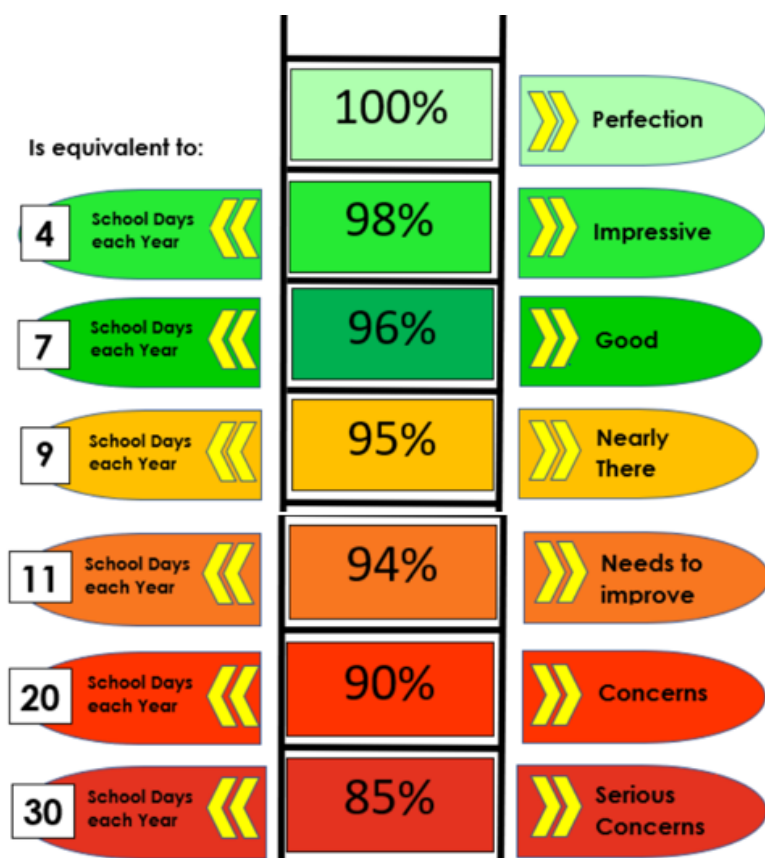 100%
Perfection
Is equivalent to:
4
School Days
each Year
98%
Impressive
7
School Days
each Year
96%
Good
9
School Days
each Year
95%
Nearly
There
11
School Days
each Year
94%
Needs to
improve
20
School Days
each Year
90%
Concerns
30
School Days
each Year
85%
Serious
Concerns